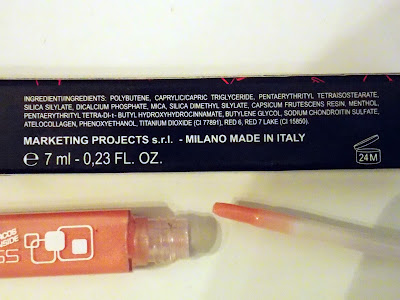 INGREDIENTI/INGREDIENTS: POLYBUTENE, CAPRYLIC/CAPRIC TRIGLYCERIDE, PENTAERYTHRITYL TETRAISOSTEARATE,
SILICA SILYLATE, DICALCIUM PHOSPHATE, MICA, SILICA DIMETHYL SILYLATE, CAPSICUM FRUTESCENS RESIN, MENTHOL,
PENTAERYTHRITYL TETRA-DI-t- BUTYL HYDROXYHYDROCINNAMATE, BUTYLENE GLYCOL, SODIUM CHONDROITIN SULFATE,
ATELOCOLLAGEN, PHENOXYETHANOL, TITANIUM DIOXIDE (CI 77891), RED 6, RED 7 LAKE (CI 15850).
MARKETING PROJECTS s.r.l. - MILANO MADE IN ITALY
℮ 7 ml - 0,23 FL. OZ.
24M